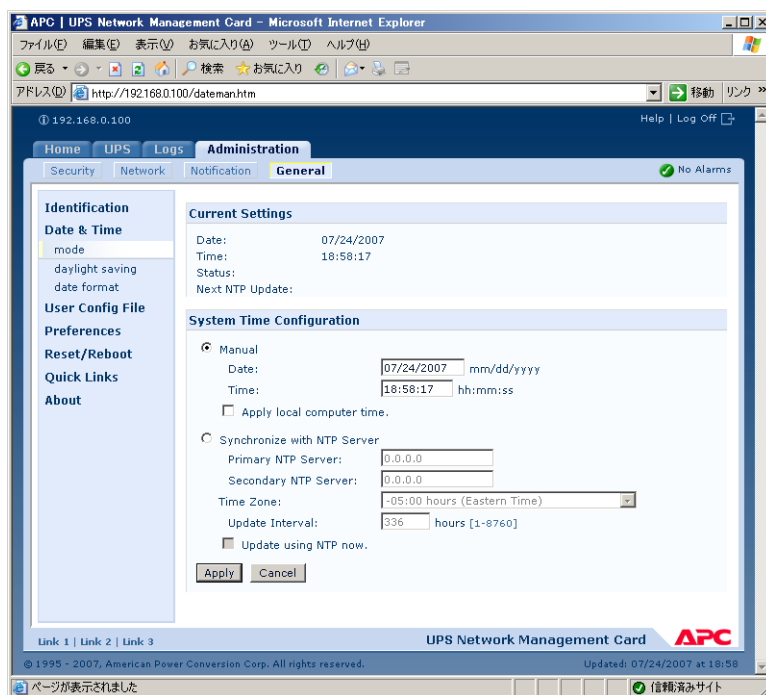 APC | UPS Network Management Card - Microsoft Internet Explorer
ファイル(F) 編集(E) 表示(V) お気に入り(A) ツール(T) ヘルプ(H)
戻る 検索 お気に入り
アドレス(D) http://192.168.0.100/dateman.htm 移動 リンク »
192.168.0.100 Help | Log Off
Home UPS Logs Administration
Security Network Notification General No Alarms
Identification
Date & Time
mode
daylight saving
date format
User Config File
Preferences
Reset/Reboot
Quick Links
About
Current Settings
Date: 07/24/2007
Time: 18:58:17
Status:
Next NTP Update:
System Time Configuration
Manual
Date: 07/24/2007 mm/dd/yyyy
Time: 18:58:17 hh:mm:ss
Apply local computer time.
Synchronize with NTP Server
Primary NTP Server: 0.0.0.0
Secondary NTP Server: 0.0.0.0
Time Zone: -05:00 hours (Eastern Time)
Update Interval: 336 hours [1-8760]
Update using NTP now.
Apply Cancel
Link 1 | Link 2 | Link 3 UPS Network Management Card APC
© 1995 - 2007, American Power Conversion Corp. All rights reserved. Updated: 07/24/2007 at 18:58
ページが表示されました 信頼済みサイト